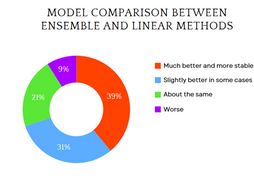 MODEL COMPARISON BETWEEN
ENSEMBLE AND LINEAR METHODS
9%
39%
21%
31%
Much better and more stable
Slightly better in some cases
About the same
Worse